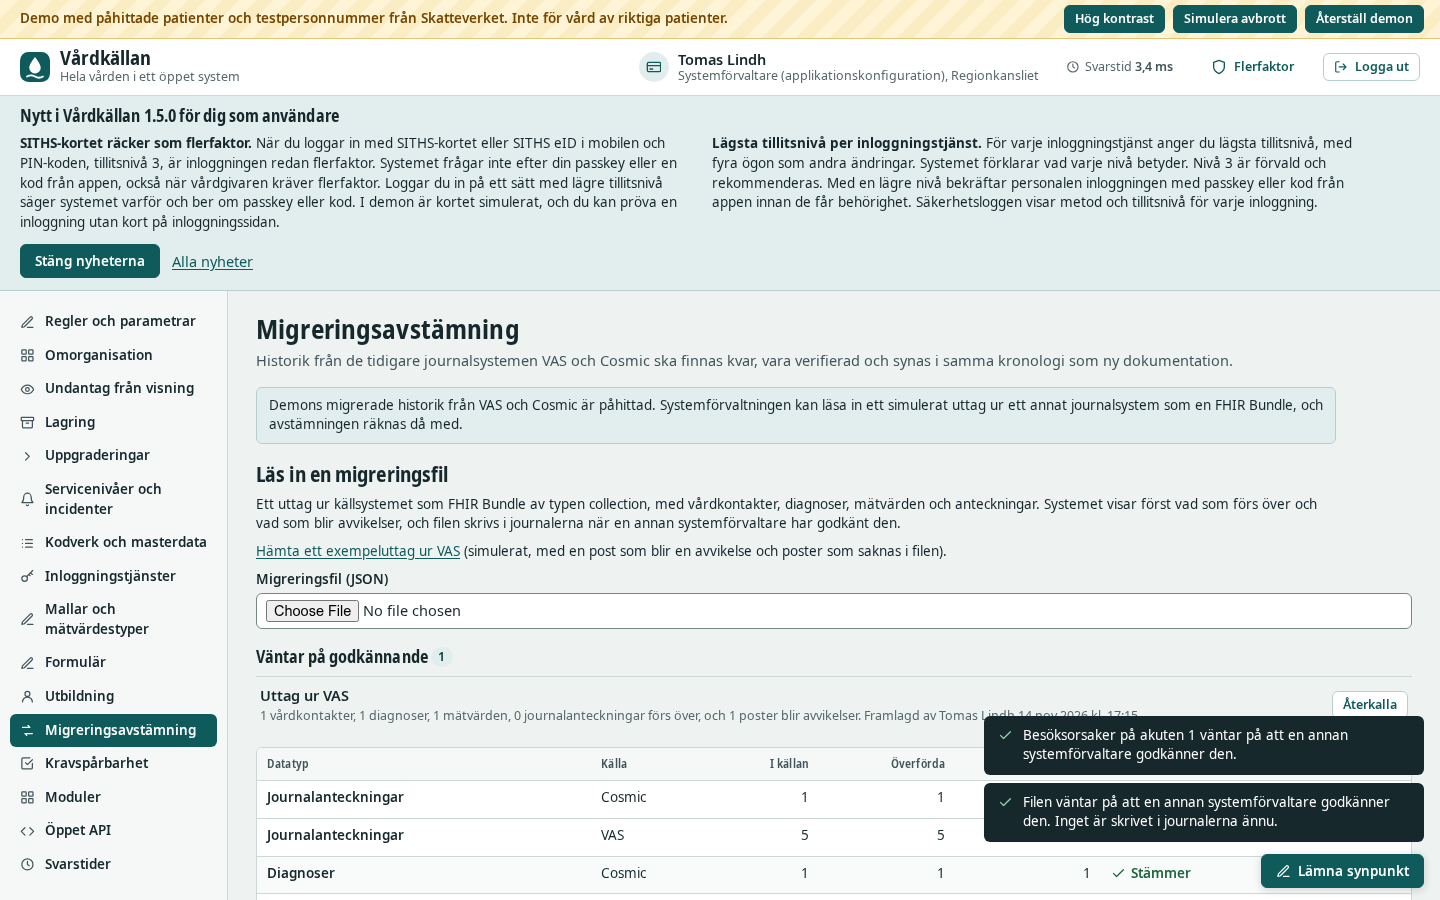 Demo med påhittade patienter och testpersonnummer från Skatteverket. Inte för vård av riktiga patienter.
Hög kontrast
Simulera avbrott
Återställ demon
Vårdkällan
Hela vården i ett öppet system
Tomas Lindh
Systemförvaltare (applikationskonfiguration), Regionkansliet
Svarstid 3,4 ms
Flerfaktor
Logga ut
Nytt i Vårdkällan 1.5.0 för dig som användare
SITHS-kortet räcker som flerfaktor. När du loggar in med SITHS-kortet eller SITHS eID i mobilen och
PIN-koden, tillitsnivå 3, är inloggningen redan flerfaktor. Systemet frågar inte efter din passkey eller en
kod från appen, också när vårdgivaren kräver flerfaktor. Loggar du in på ett sätt med lägre tillitsnivå
säger systemet varför och ber om passkey eller kod. I demon är kortet simulerat, och du kan pröva en
inloggning utan kort på inloggningssidan.
Lägsta tillitsnivå per inloggningstjänst. För varje inloggningstjänst anger du lägsta tillitsnivå, med
fyra ögon som andra ändringar. Systemet förklarar vad varje nivå betyder. Nivå 3 är förvald och
rekommenderas. Med en lägre nivå bekräftar personalen inloggningen med passkey eller kod från
appen innan de får behörighet. Säkerhetsloggen visar metod och tillitsnivå för varje inloggning.
Stäng nyheterna
Alla nyheter
Regler och parametrar
Omorganisation
Undantag från visning
Lagring
Uppgraderingar
Servicenivåer och
incidenter
Kodverk och masterdata
Inloggningstjänster
Mallar och
mätvärdestyper
Formulär
Utbildning
Migreringsavstämning
Kravspårbarhet
Moduler
Öppet API
Svarstider
Migreringsavstämning
Historik från de tidigare journalsystemen VAS och Cosmic ska finnas kvar, vara verifierad och synas i samma kronologi som ny dokumentation.
Demons migrerade historik från VAS och Cosmic är påhittad. Systemförvaltningen kan läsa in ett simulerat uttag ur ett annat journalsystem som en FHIR Bundle, och
avstämningen räknas då med.
Läs in en migreringsfil
Ett uttag ur källsystemet som FHIR Bundle av typen collection, med vårdkontakter, diagnoser, mätvärden och anteckningar. Systemet visar först vad som förs över och
vad som blir avvikelser, och filen skrivs i journalerna när en annan systemförvaltare har godkänt den.
Hämta ett exempeluttag ur VAS (simulerat, med en post som blir en avvikelse och poster som saknas i filen).
Migreringsfil (JSON)
Choose File No file chosen
Väntar på godkännande 1
Uttag ur VAS
1 vårdkontakter, 1 diagnoser, 1 mätvärden, 0 journalanteckningar förs över, och 1 poster blir avvikelser. Framlagd av Tomas Lindh 14 nov 2026 kl. 17:15
Återkalla
Datatyp Källa I källan Överförda
Journalanteckningar Cosmic 1 1
Journalanteckningar VAS 5 5
Diagnoser Cosmic 1 1 1 Stämmer
Besöksorsaker på akuten 1 väntar på att en annan
systemförvaltare godkänner den.
Filen väntar på att en annan systemförvaltare godkänner
den. Inget är skrivet i journalerna ännu.
Lämna synpunkt